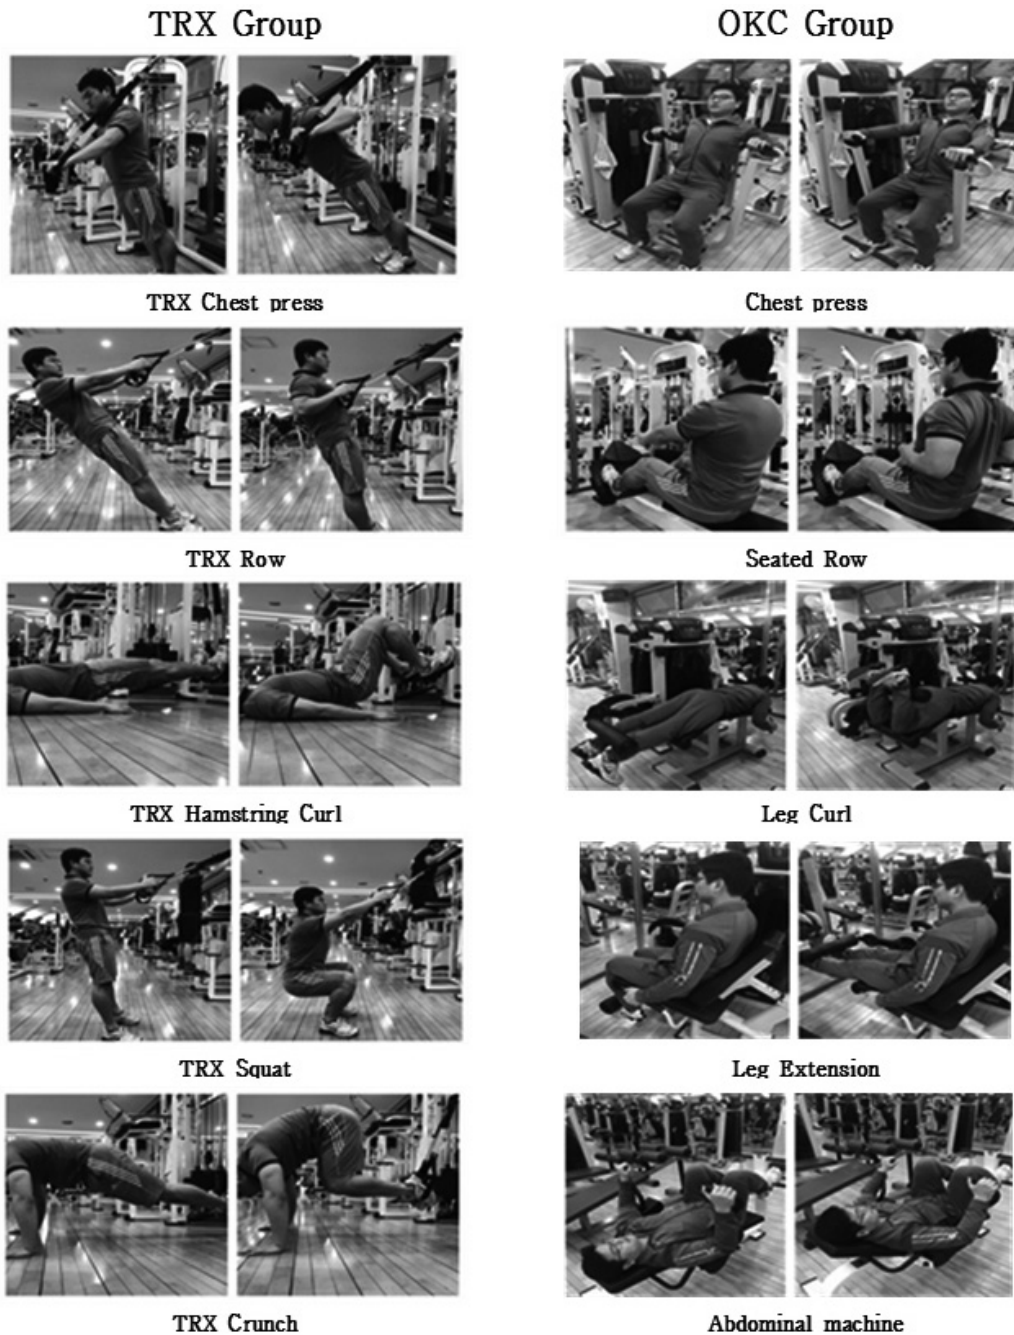 TRX Group
OKC Group
TRX Chest press
Chest press
TRX Row
Seated Row
TRX Hamstring Curl
Leg Curl
TRX Squat
Leg Extension
TRX Crunch
Abdominal machine